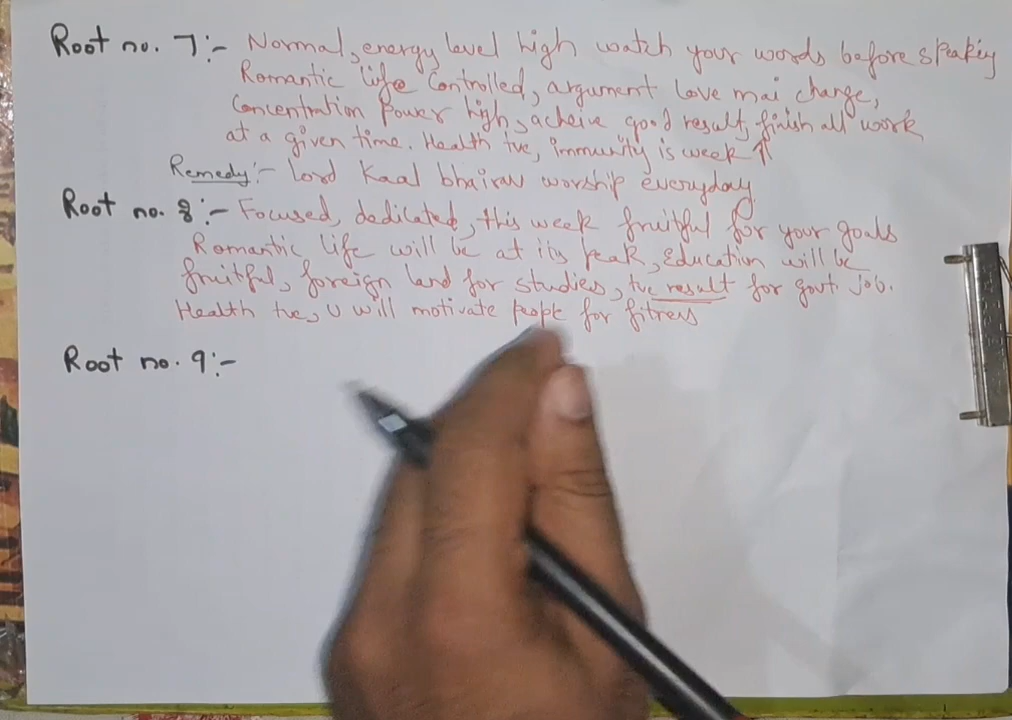 Root no. 7:- Normal, energy level high watch your words before speaking
Romantic life controlled, argument Love mai change,
Concentration Power high, acheive good result, finish all work
at a given time. Health tve, immunity is week ↑
Remedy:- Lord Kaal bhairav worship everyday.
Root no. 8:- Focused, dedicated, this week fruitful for your goals
Romantic life will be at its peak, Education will be
fruitful, foreign land for studies, tve result for govt. job.
Health tve, U will motivate people for fitness
Root no. 9:-